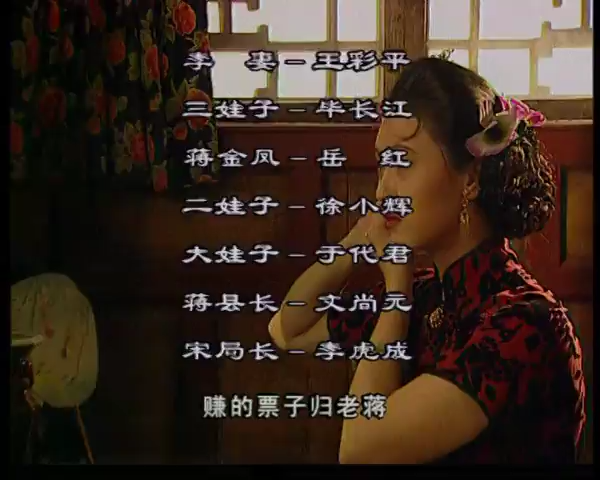 李　妻－王彩平
三娃子－毕长江
蒋金凤－岳　红
二娃子－徐小辉
大娃子－于代君
蒋县长－文尚元
宋局长－李虎成
赚的票子归老蒋